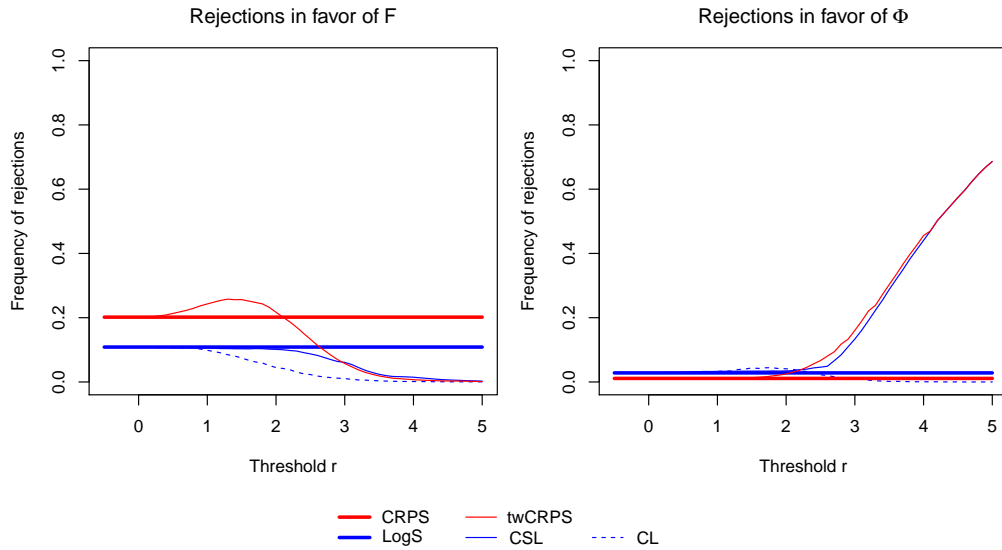 Rejections in favor of F
Rejections in favor of Φ
Frequency of rejections
0.0 0.2 0.4 0.6 0.8 1.0
0 1 2 3 4 5
Threshold r
Frequency of rejections
0.0 0.2 0.4 0.6 0.8 1.0
0 1 2 3 4 5
Threshold r
CRPS twCRPS
LogS CSL CL